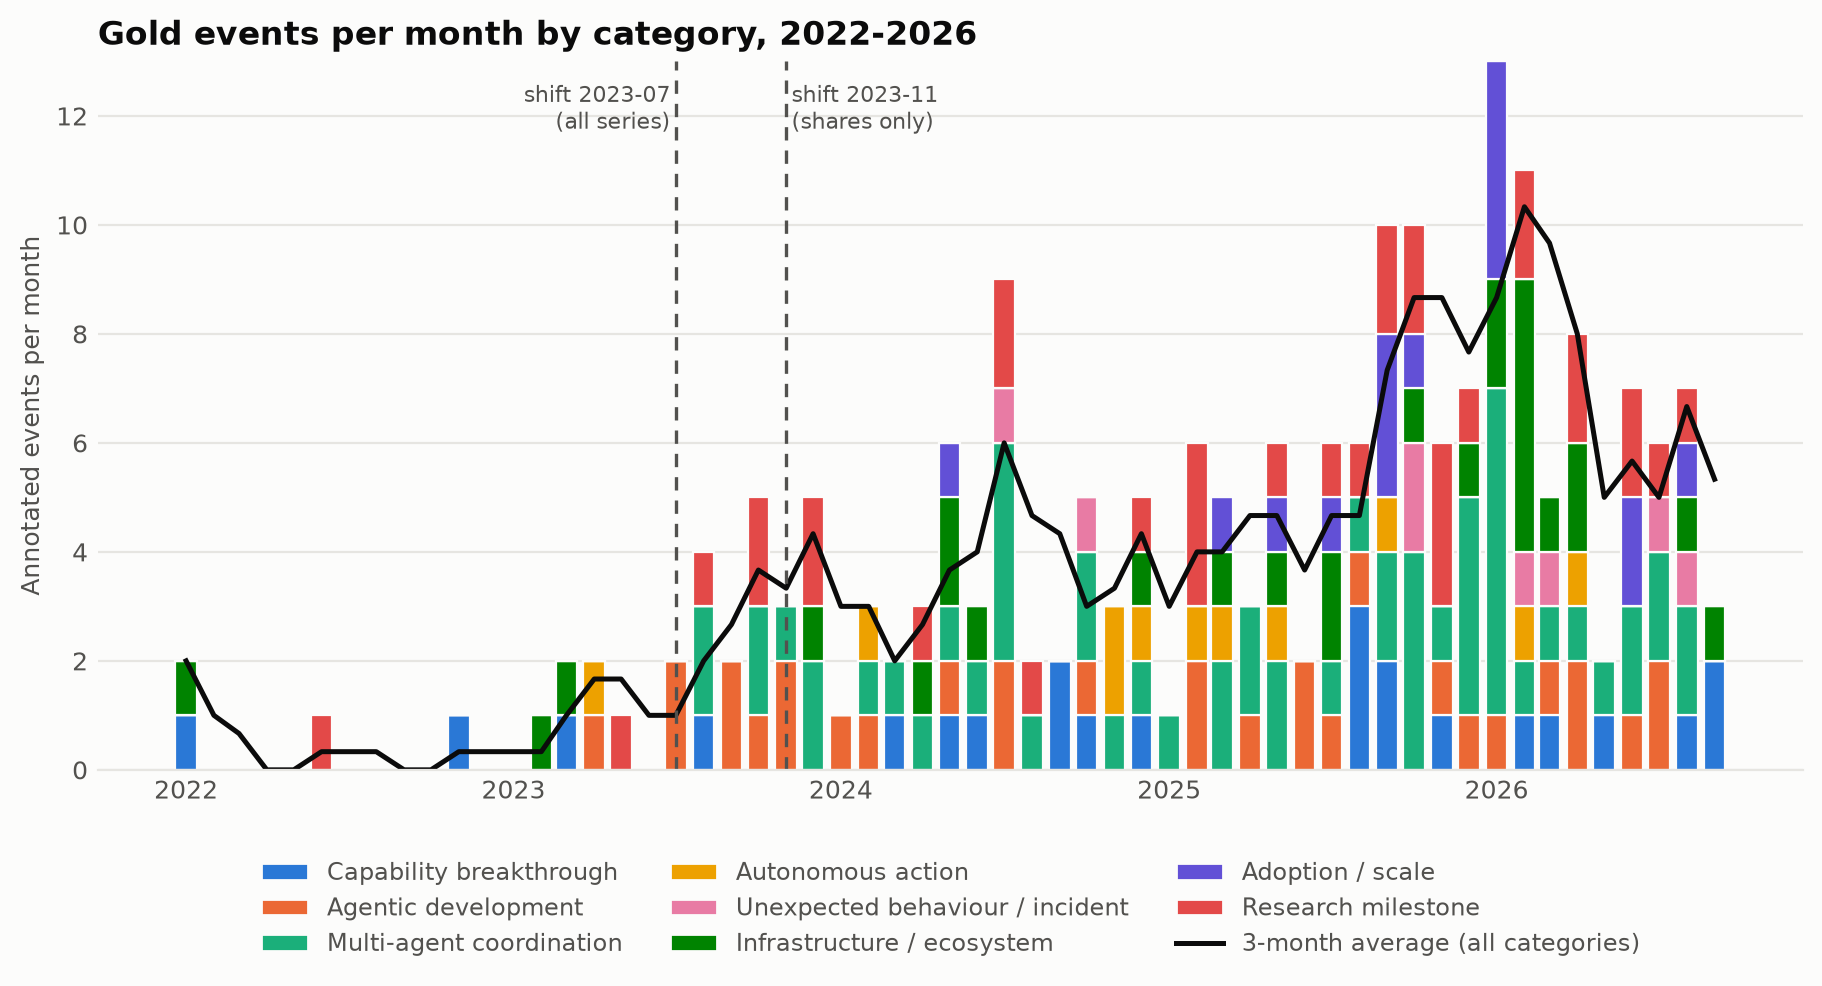 Gold events per month by category, 2022-2026
shift 2023-07
(all series)
shift 2023-11
(shares only)
Annotated events per month
12
10
8
6
4
2
0
2022
2023
2024
2025
2026
Capability breakthrough
Agentic development
Multi-agent coordination
Autonomous action
Unexpected behaviour / incident
Infrastructure / ecosystem
Adoption / scale
Research milestone
3-month average (all categories)